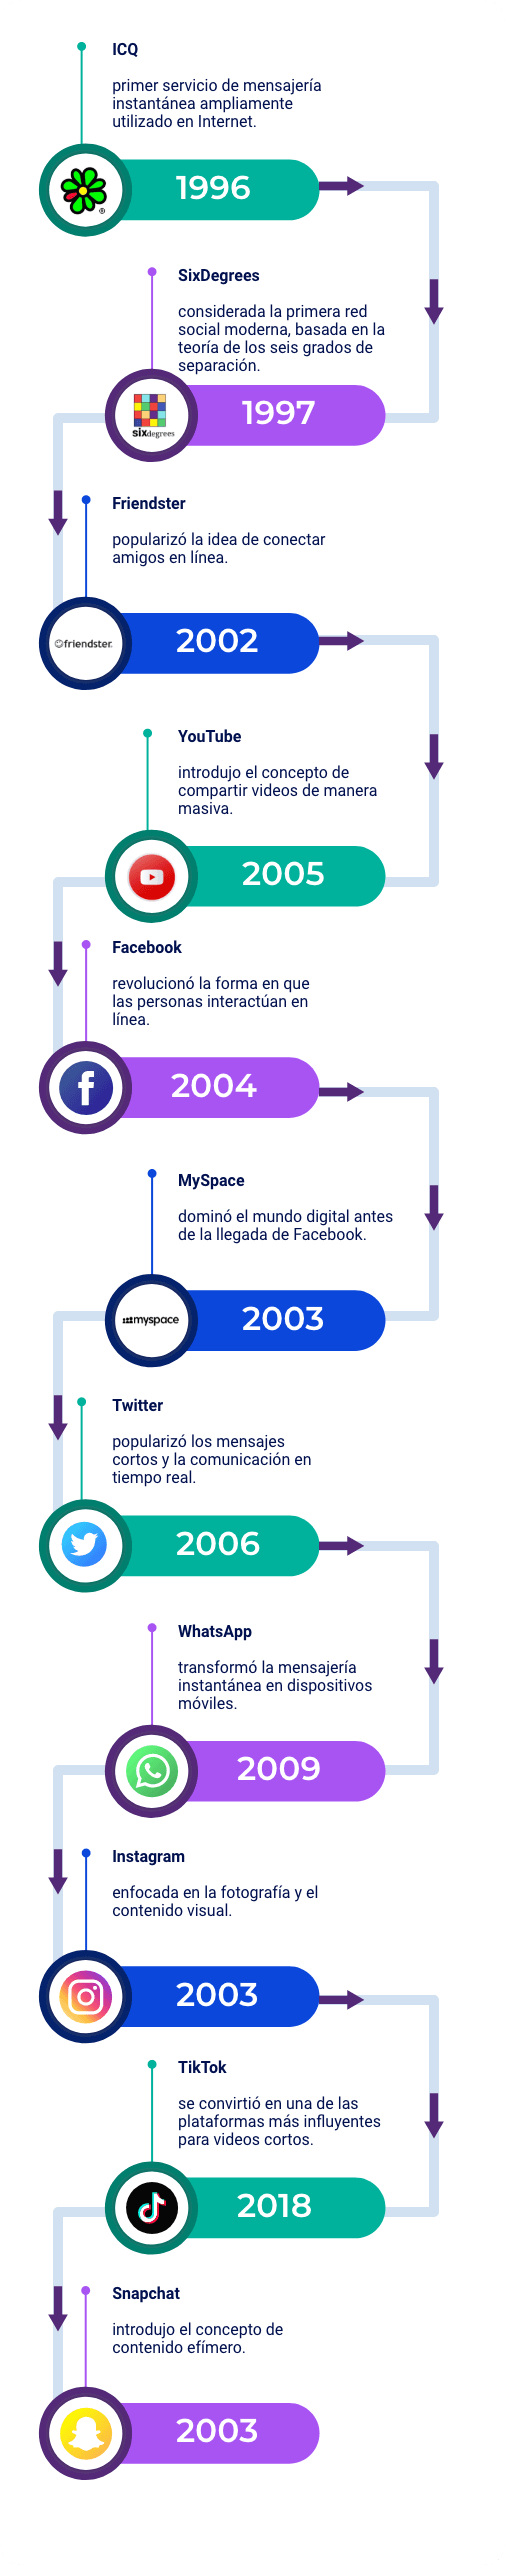 ICQ
primer servicio de mensajería
instantánea ampliamente
utilizado en Internet.
®
1996
SixDegrees
considerada la primera red
social moderna, basada en la
teoría de los seis grados de
separación.
sixdegrees
1997
Friendster
popularizó la idea de conectar
amigos en línea.
friendster
2002
YouTube
introdujo el concepto de
compartir videos de manera
masiva.
2005
Facebook
revolucionó la forma en que
las personas interactúan en
línea.
f
2004
MySpace
dominó el mundo digital antes
de la llegada de Facebook.
myspace
2003
Twitter
popularizó los mensajes
cortos y la comunicación en
tiempo real.
2006
WhatsApp
transformó la mensajería
instantánea en dispositivos
móviles.
2009
Instagram
enfocada en la fotografía y el
contenido visual.
2003
TikTok
se convirtió en una de las
plataformas más influyentes
para videos cortos.
2018
Snapchat
introdujo el concepto de
contenido efímero.
2003